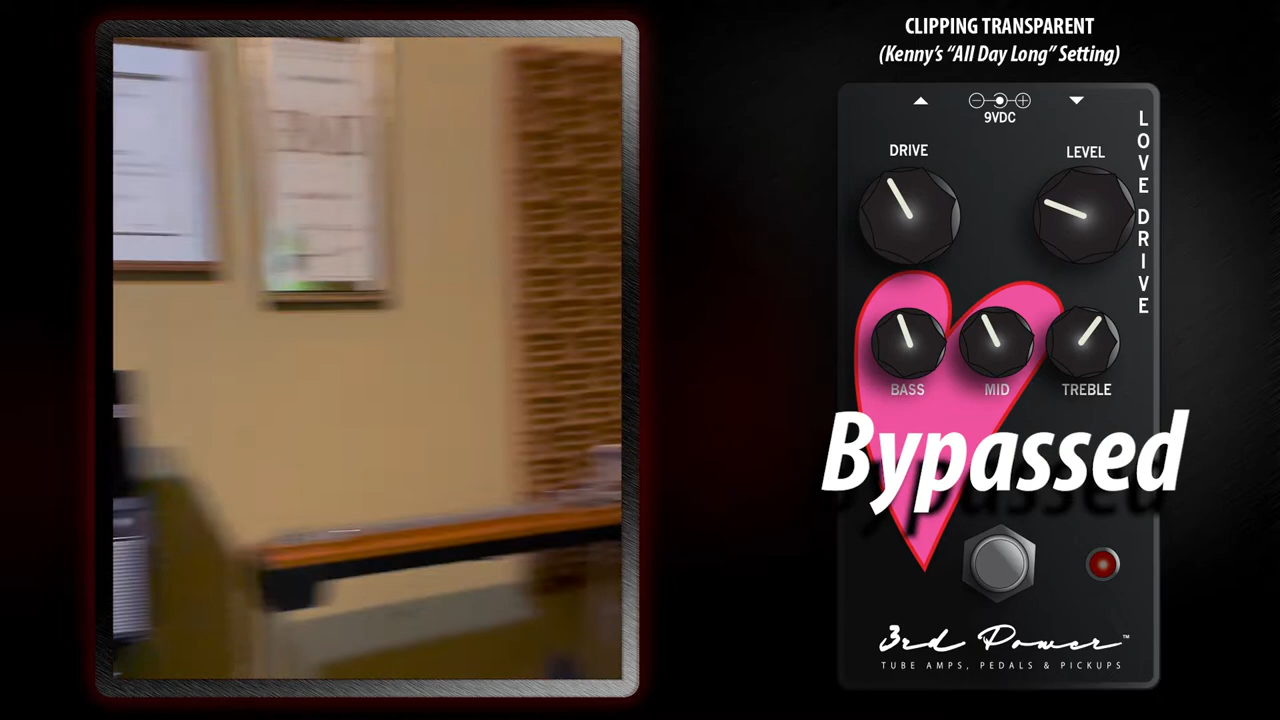 CLIPPING TRANSPARENT
(Kenny's "All Day Long" Setting)
9VDC
DRIVE
LEVEL
LOVE DRIVE
BASS
MID
TREBLE
Bypassed
3rd Power™
TUBE AMPS, PEDALS & PICKUPS